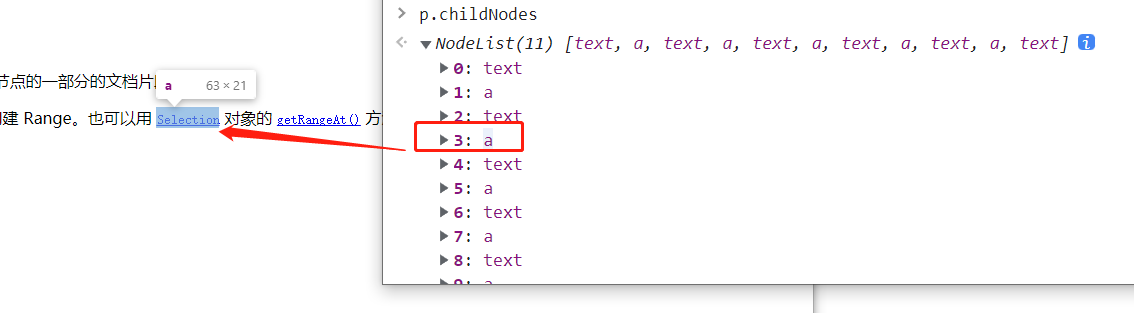 节点的一部分的文档片
a 63 × 21
创建 Range。也可以用 Selection 对象的 getRangeAt() 方
> p.childNodes
NodeList(11) [text, a, text, a, text, a, text, a, text, a, text] i
0: text
1: a
2: text
3: a
4: text
5: a
6: text
7: a
8: text
9: a